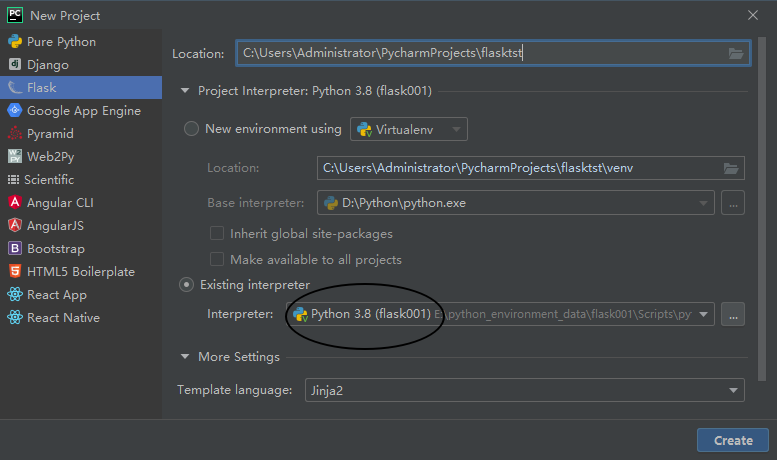 New Project
Pure Python
Django
Flask
Google App Engine
Pyramid
Web2Py
Scientific
Angular CLI
AngularJS
Bootstrap
HTML5 Boilerplate
React App
React Native
Location: C:\Users\Administrator\PycharmProjects\flasktst
Project Interpreter: Python 3.8 (flask001)
New environment using Virtualenv
Location: C:\Users\Administrator\PycharmProjects\flasktst\venv
Base interpreter: D:\Python\python.exe ...
Inherit global site-packages
Make available to all projects
Existing interpreter
Interpreter: Python 3.8 (flask001) E:\python_environment_data\flask001\Scripts\py ...
More Settings
Template language: Jinja2
Create